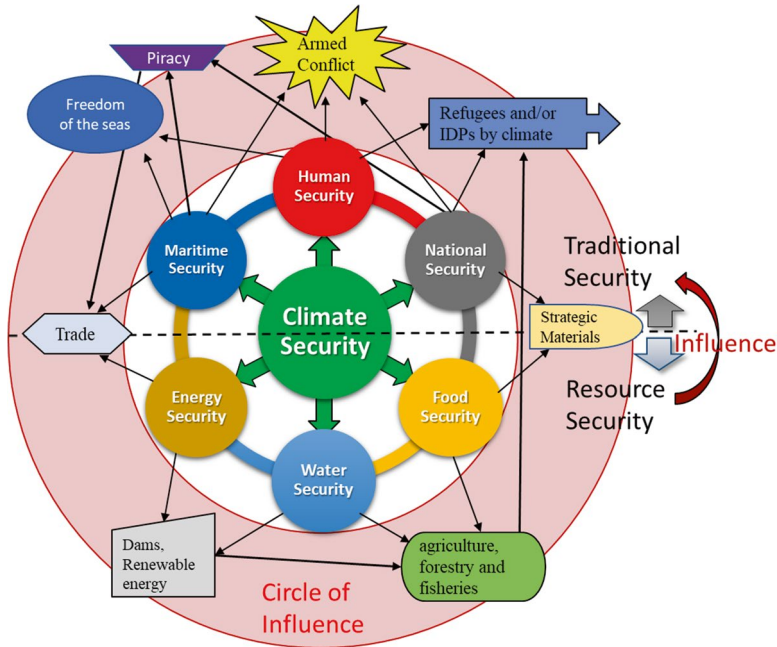 Piracy
Armed
Conflict
Freedom
of the seas
Refugees and/or
IDPs by climate
Human
Security
Maritime
Security
National
Security
Traditional
Security
Climate
Security
Trade
Strategic
Materials
Influence
Energy
Security
Food
Security
Resource
Security
Water
Security
Dams,
Renewable
energy
agriculture,
forestry and
fisheries
Circle of
Influence